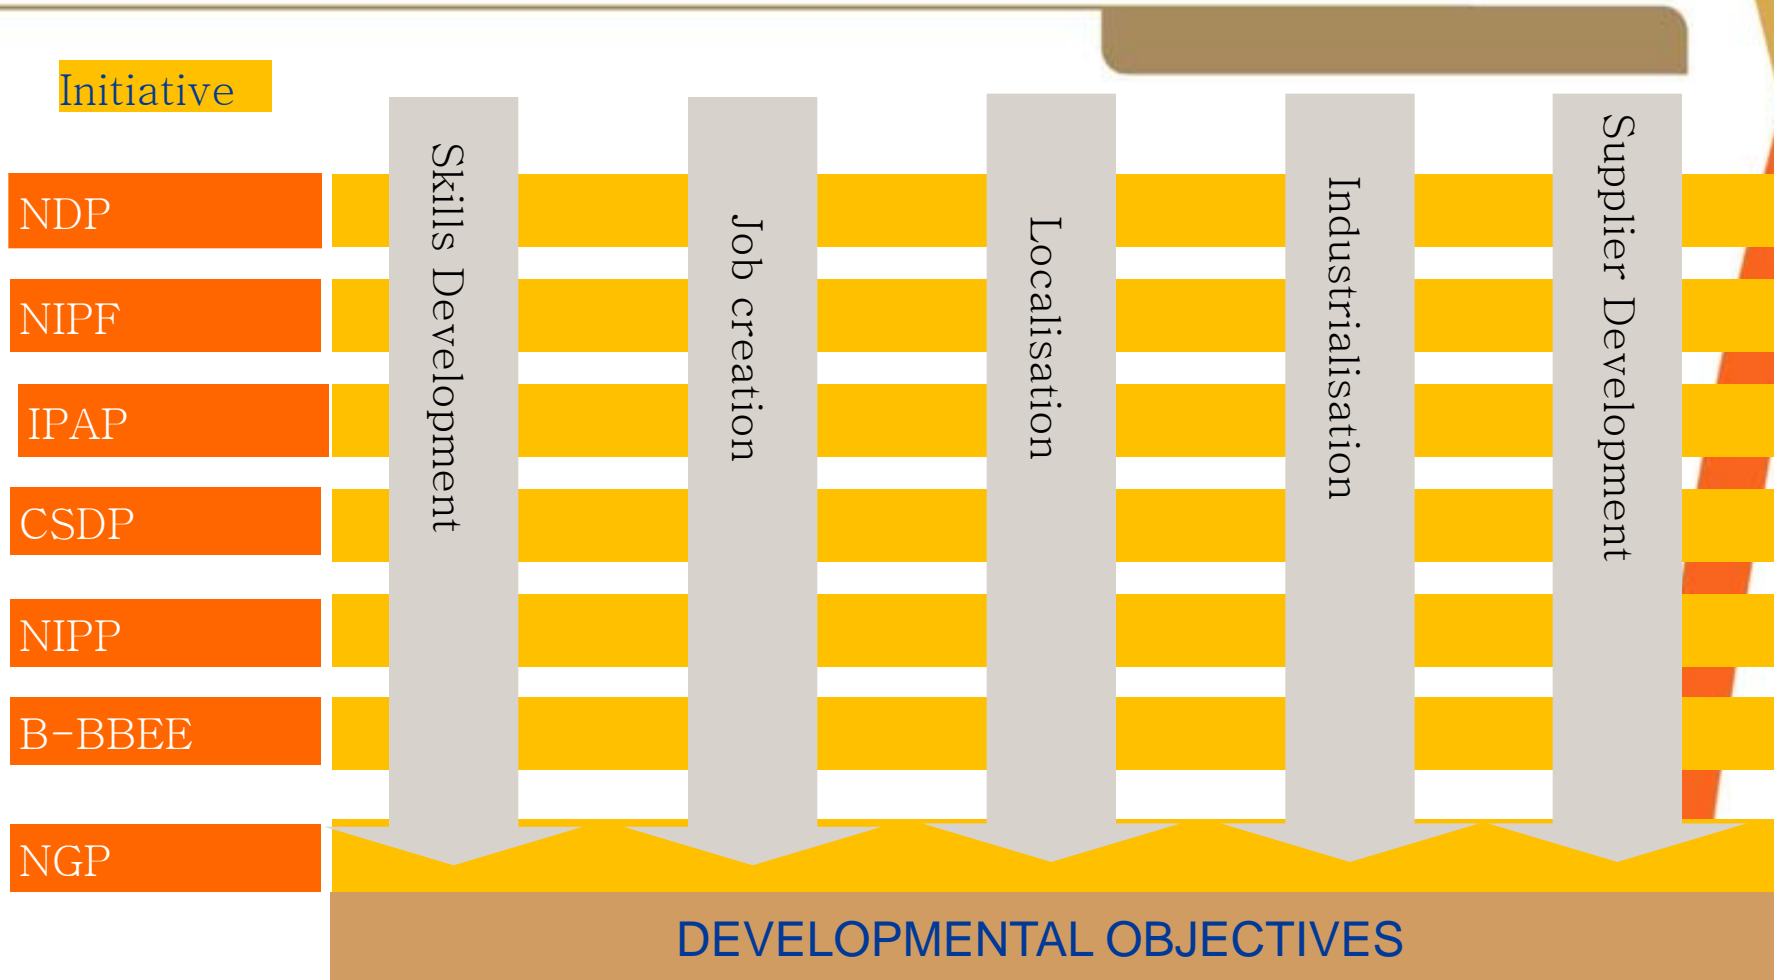 Initiative
Skills Development
Job creation
Localisation
Industrialisation
Supplier Development
NDP
NIPF
IPAP
CSDP
NIPP
B-BBEE
NGP
DEVELOPMENTAL OBJECTIVES